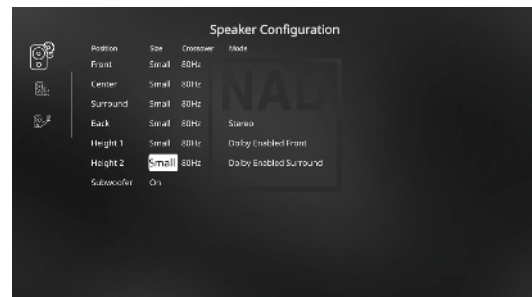 Speaker Configuration
Position Size Crossover Mode
Front Small 80Hz
Center Small 80Hz
Surround Small 80Hz
Back Small 80Hz Stereo
Height 1 Small 80Hz Dolby Enabled Front
Height 2 Small 80Hz Dolby Enabled Surround
Subwoofer On
NAD